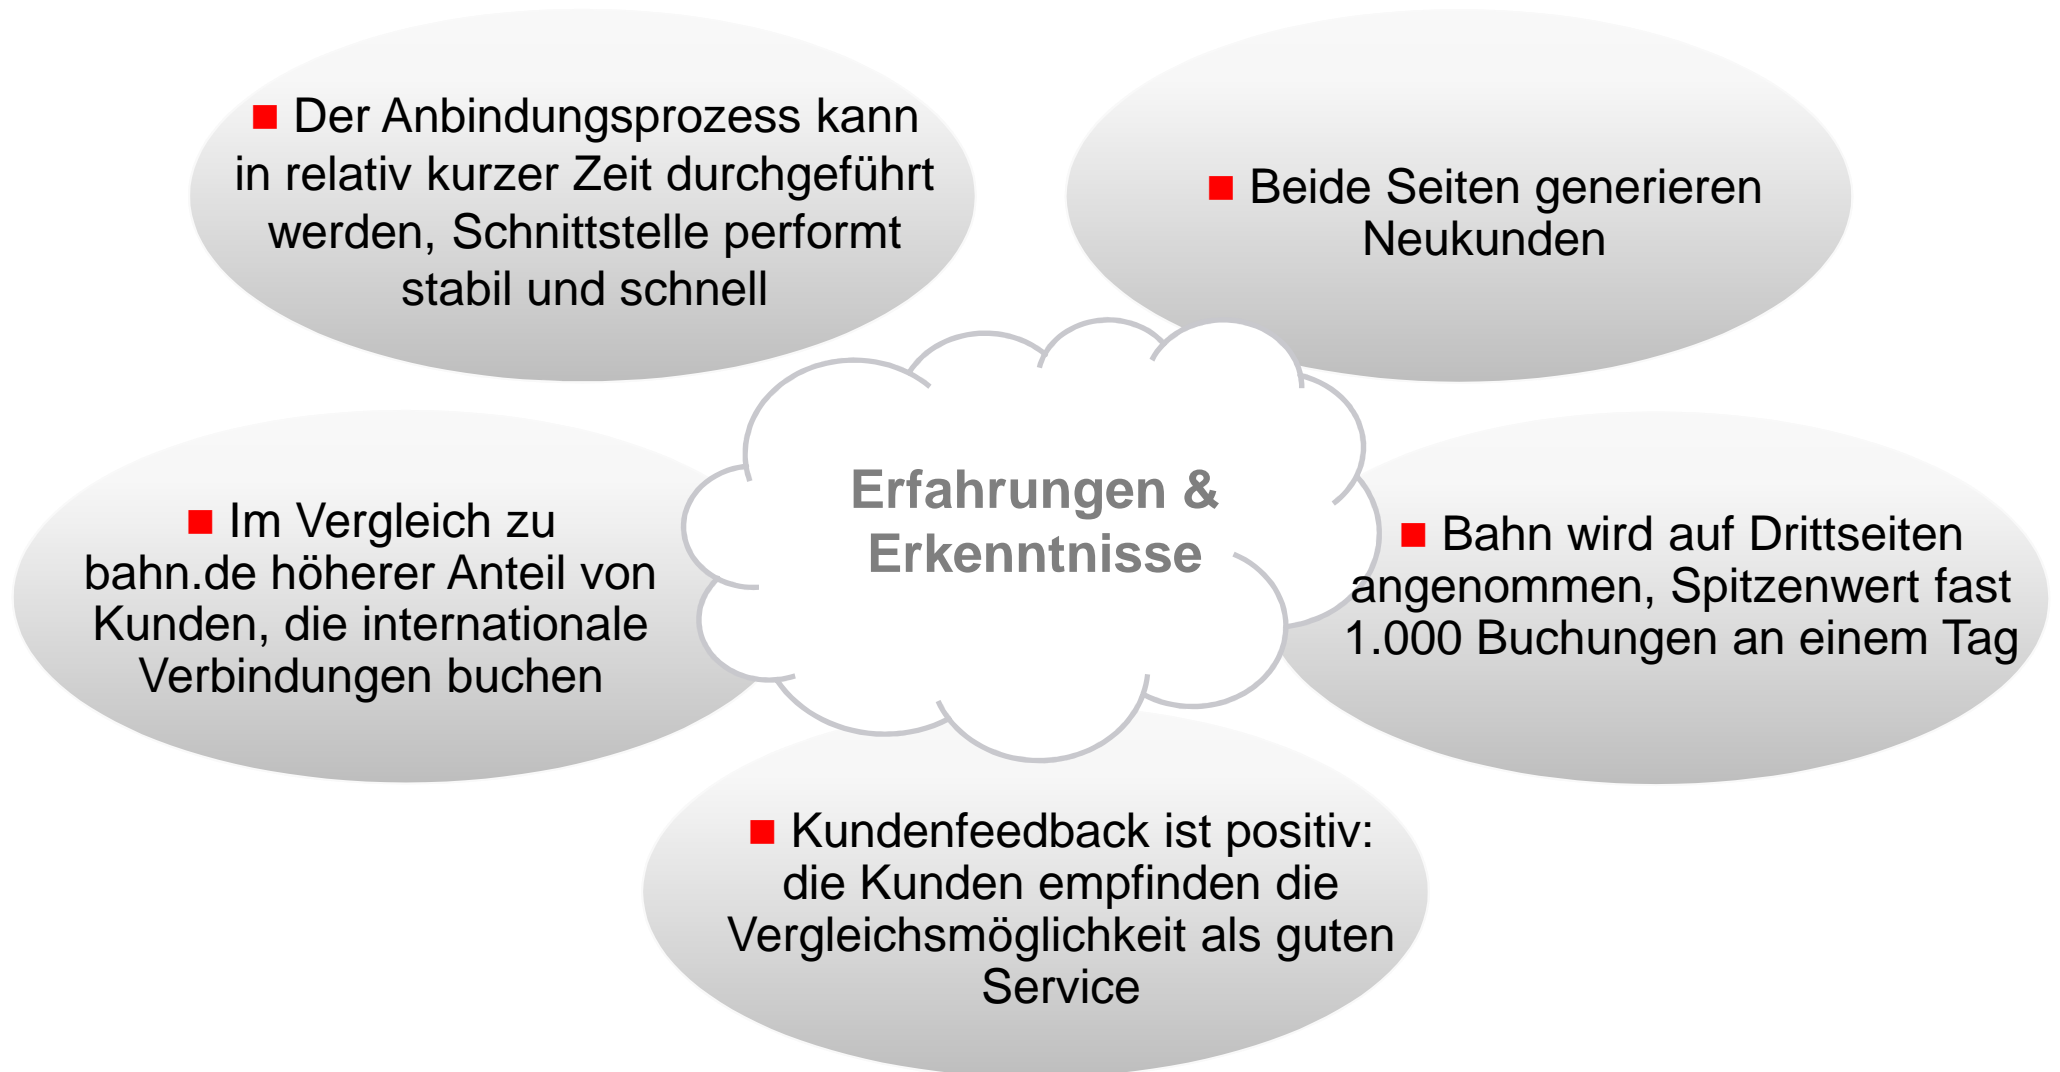 ■ Der Anbindungsprozess kann
in relativ kurzer Zeit durchgeführt
werden, Schnittstelle performt
stabil und schnell
■ Beide Seiten generieren
Neukunden
Erfahrungen &
Erkenntnisse
■ Im Vergleich zu
bahn.de höherer Anteil von
Kunden, die internationale
Verbindungen buchen
■ Bahn wird auf Drittseiten
angenommen, Spitzenwert fast
1.000 Buchungen an einem Tag
■ Kundenfeedback ist positiv:
die Kunden empfinden die
Vergleichsmöglichkeit als guten
Service